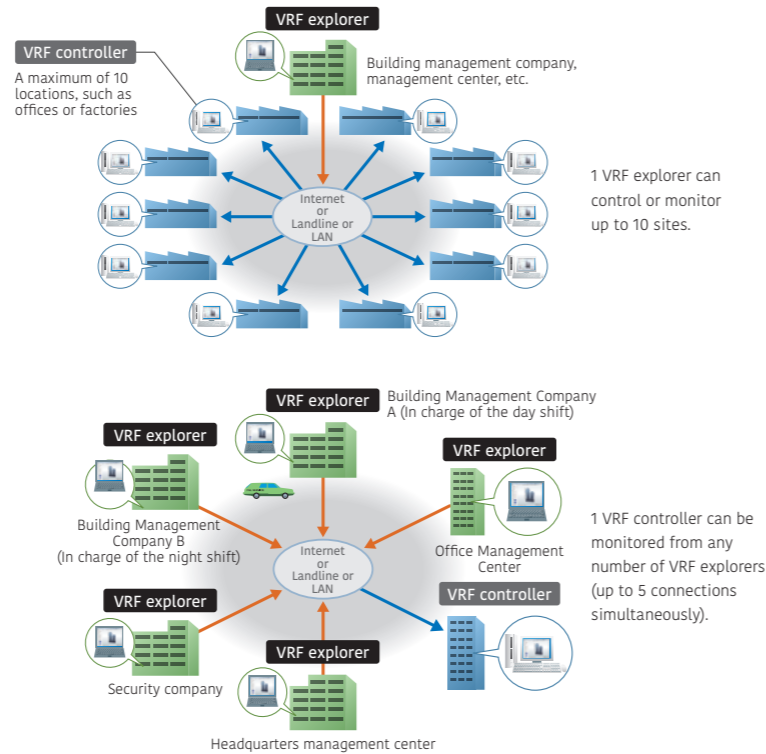 VRF explorer
VRF controller
A maximum of 10
locations, such as
offices or factories
Building management company,
management center, etc.
Internet
or
Landline or
LAN
1 VRF explorer can
control or monitor
up to 10 sites.
VRF explorer
Building Management Company
A (In charge of the day shift)
VRF explorer
Building Management
Company B
(In charge of the night shift)
VRF explorer
Office Management
Center
Internet
or
Landline or
LAN
1 VRF controller can be
monitored from any
number of VRF explorers
(up to 5 connections
simultaneously).
VRF explorer
Security company
VRF controller
VRF explorer
Headquarters management center